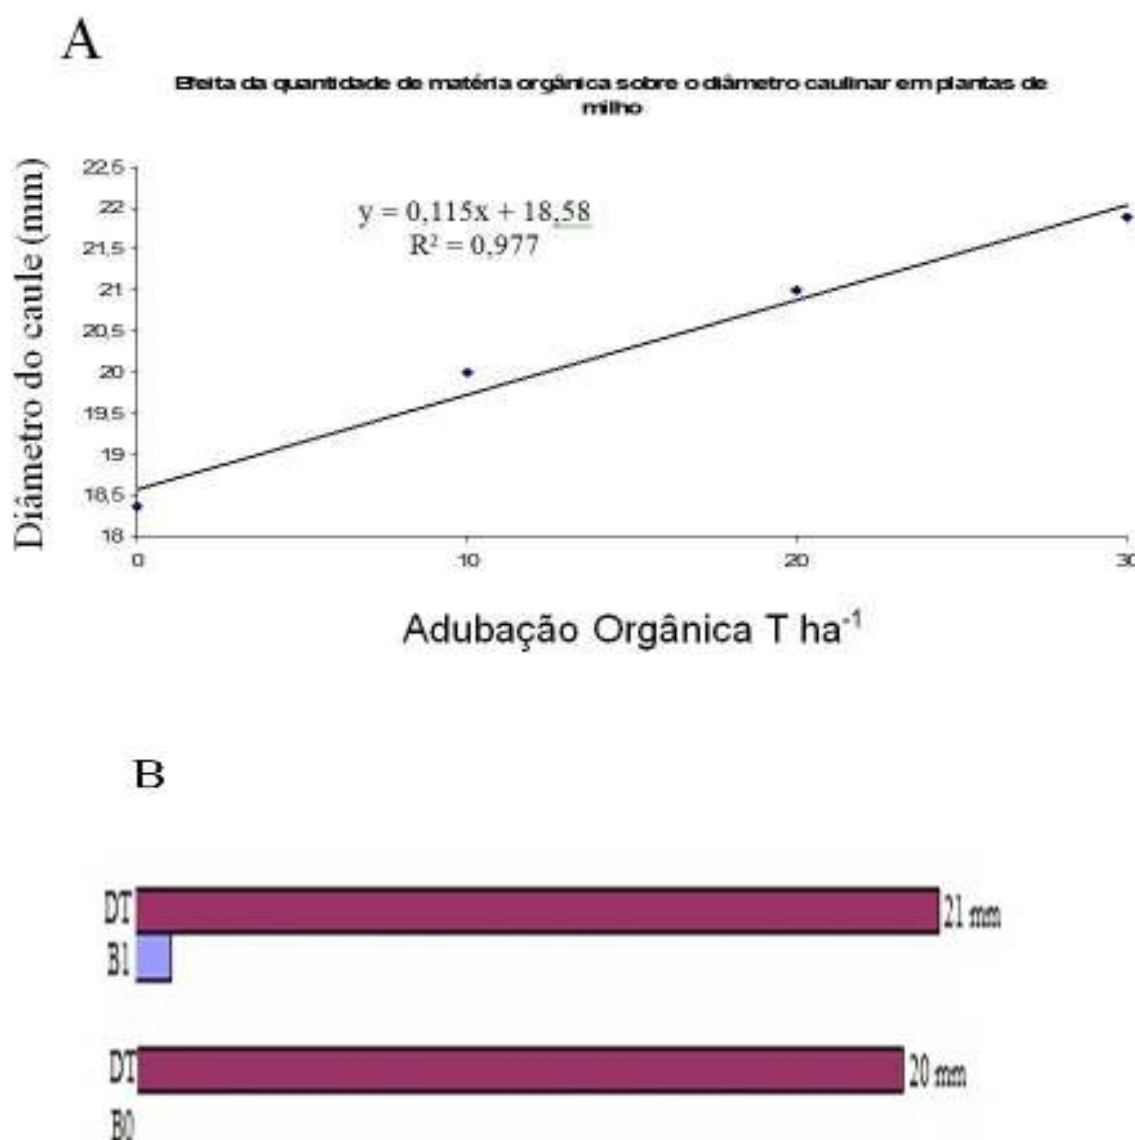 A
Efeita da quantidade de matéria orgânica sobre o diâmetro caulinar em plantas de
milho
Diâmetro do caule (mm)
22,5
22
21,5
21
20,5
20
19,5
19
18,5
18
y = 0,115x + 18,58
R² = 0,977
0 10 20 30
Adubação Orgânica T ha⁻¹
B
DT 21 mm
B1
DT 20 mm
B0